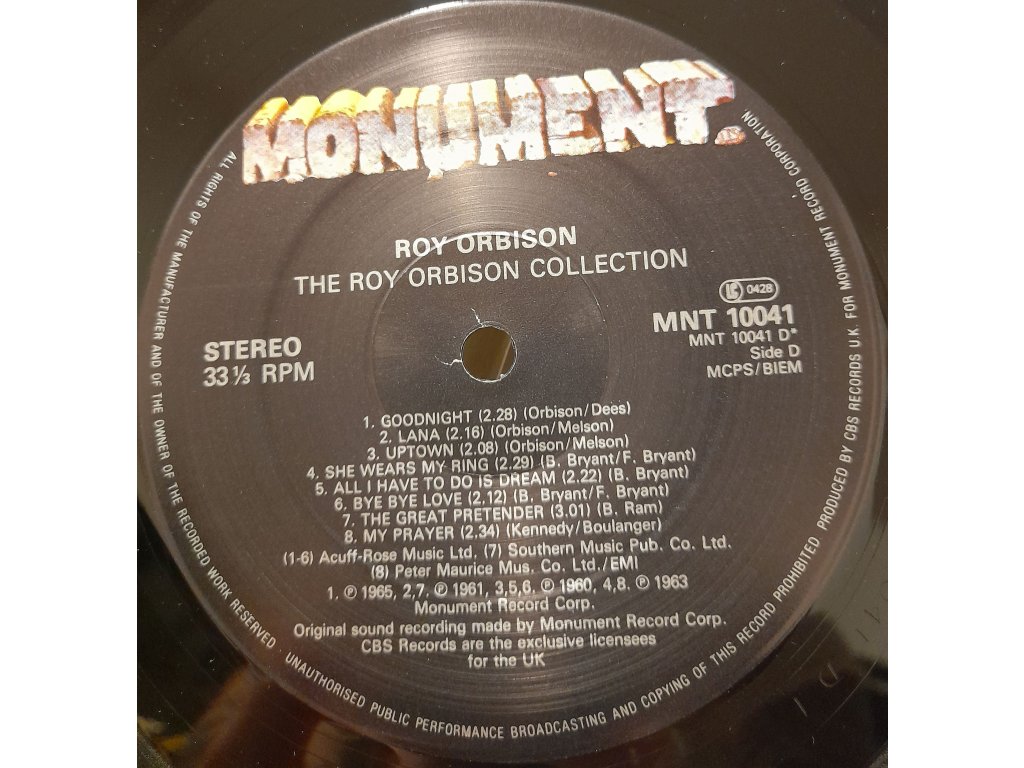 MONUMENT.
ROY ORBISON
THE ROY ORBISON COLLECTION
LC 0428
MNT 10041
MNT 10041 D*
Side D
MCPS/BIEM
STEREO
33 ⅓ RPM
1. GOODNIGHT (2.28) (Orbison/Dees)
2. LANA (2.16) (Orbison/Melson)
3. UPTOWN (2.08) (Orbison/Melson)
4. SHE WEARS MY RING (2.29) (B. Bryant/F. Bryant)
5. ALL I HAVE TO DO IS DREAM (2.22) (B. Bryant)
6. BYE BYE LOVE (2.12) (B. Bryant/F. Bryant)
7. THE GREAT PRETENDER (3.01) (B. Ram)
8. MY PRAYER (2.34) (Kennedy/Boulanger)
(1-6) Acuff-Rose Music Ltd. (7) Southern Music Pub. Co. Ltd.
(8) Peter Maurice Mus. Co. Ltd./EMI
1. ℗ 1965, 2,7. ℗ 1961, 3,5,6. ℗ 1960, 4,8. ℗ 1963
Monument Record Corp.
Original sound recording made by Monument Record Corp.
CBS Records are the exclusive licensees
for the UK
ALL RIGHTS OF THE MANUFACTURER AND OF THE OWNER OF THE RECORDED WORK RESERVED UNAUTHORISED PUBLIC PERFORMANCE BROADCASTING AND COPYING OF THIS RECORD PROHIBITED PRODUCED BY CBS RECORDS U.K. FOR MONUMENT RECORD CORPORATION.